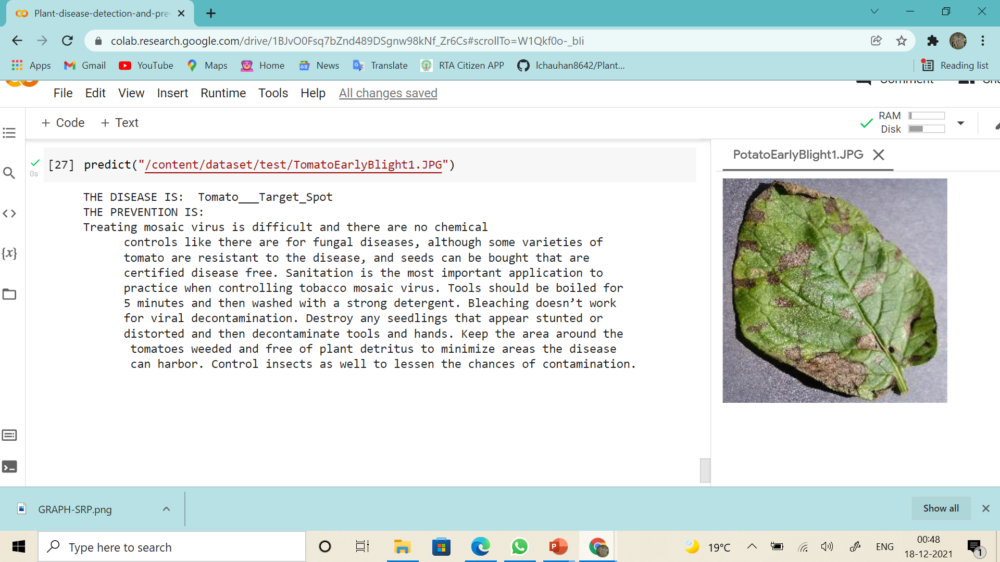 Plant-disease-detection-and-pre
colab.research.google.com/drive/1BJvO0Fsq7bZnd489DSgnw98kNf_Zr6Cs#scrollTo=W1Qkf0o-_bIi
Apps Gmail YouTube Maps Home News Translate RTA Citizen APP lchauhan8642/Plant... Reading list
Comment
File Edit View Insert Runtime Tools Help All changes saved
+ Code + Text
RAM
Disk
PotatoEarlyBlight1.JPG
[27] predict("/content/dataset/test/TomatoEarlyBlight1.JPG")
0s
THE DISEASE IS: Tomato___Target_Spot
THE PREVENTION IS:
Treating mosaic virus is difficult and there are no chemical
controls like there are for fungal diseases, although some varieties of
tomato are resistant to the disease, and seeds can be bought that are
certified disease free. Sanitation is the most important application to
practice when controlling tobacco mosaic virus. Tools should be boiled for
5 minutes and then washed with a strong detergent. Bleaching doesn’t work
for viral decontamination. Destroy any seedlings that appear stunted or
distorted and then decontaminate tools and hands. Keep the area around the
tomatoes weeded and free of plant detritus to minimize areas the disease
can harbor. Control insects as well to lessen the chances of contamination.
GRAPH-SRP.png
Show all
Type here to search
19°C
ENG
00:48
18-12-2021
1